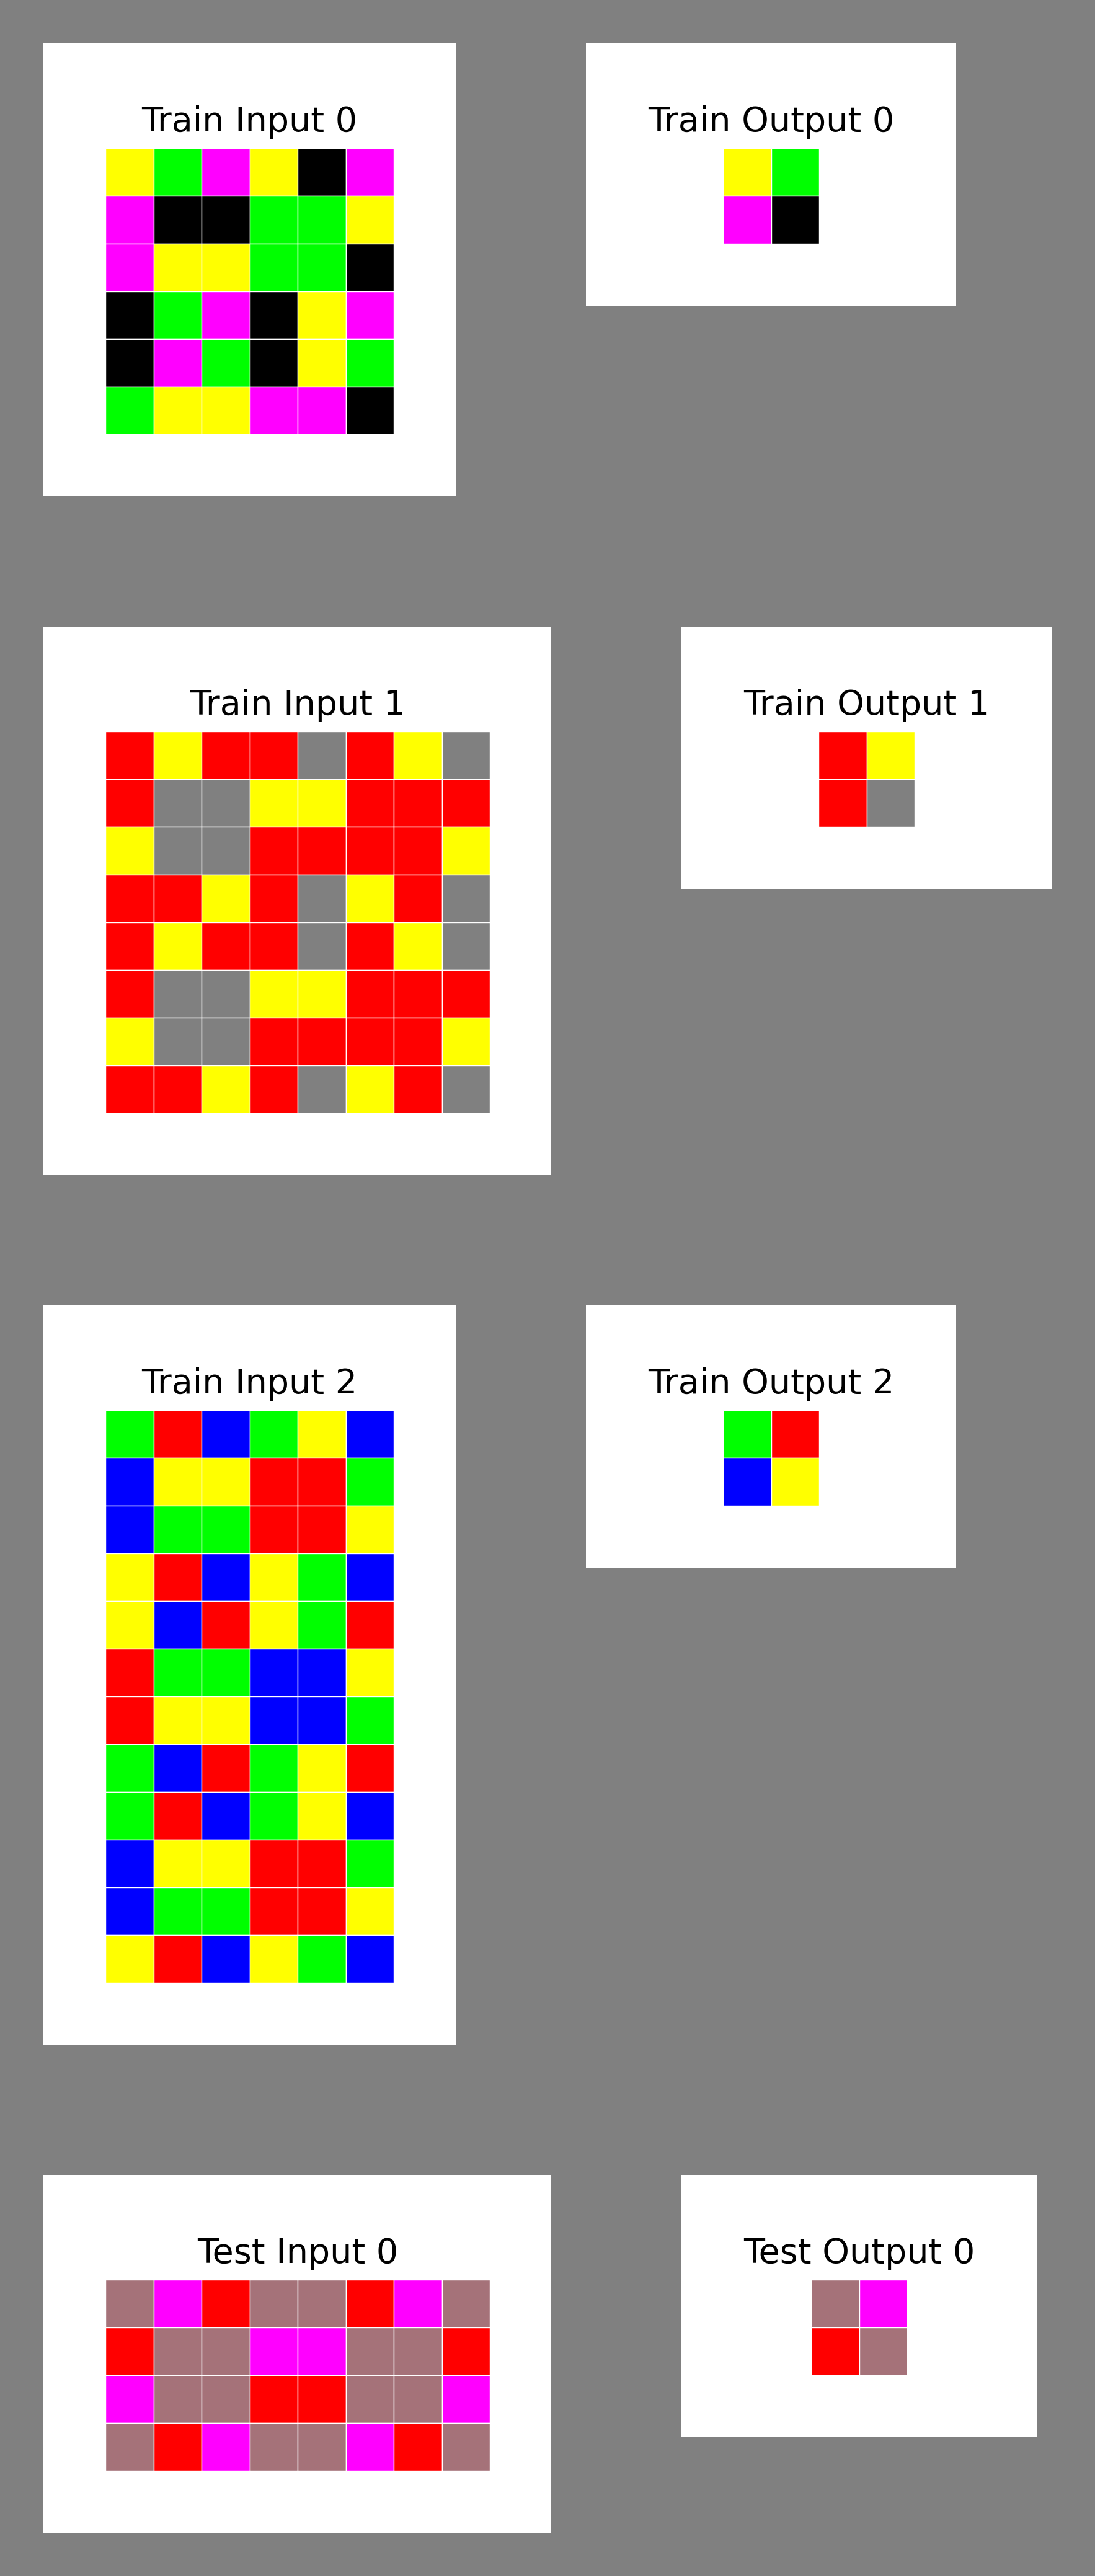 Train Input 0
Train Output 0
Train Input 1
Train Output 1
Train Input 2
Train Output 2
Test Input 0
Test Output 0